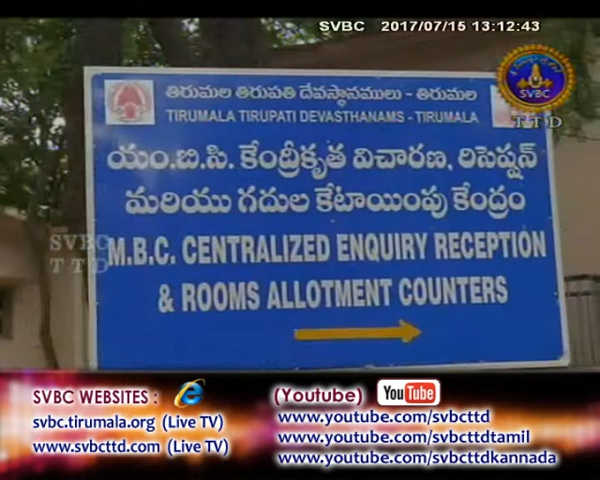 SVBC 2017/07/15 13:12:43
SVBC
T T D
తిరుమల తిరుపతి దేవస్థానములు - తిరుమల
TIRUMALA TIRUPATI DEVASTHANAMS - TIRUMALA
యం.బి.సి. కేంద్రీకృత విచారణ, రిసెప్షన్
మరియు గదుల కేటాయింపు కేంద్రం
SVBC
T T D
M.B.C. CENTRALIZED ENQUIRY RECEPTION
& ROOMS ALLOTMENT COUNTERS
SVBC WEBSITES :
svbc.tirumala.org (Live TV)
www.svbcttd.com (Live TV)
(Youtube) YouTube
www.youtube.com/svbcttd
www.youtube.com/svbcttdtamil
www.youtube.com/svbcttdkannada